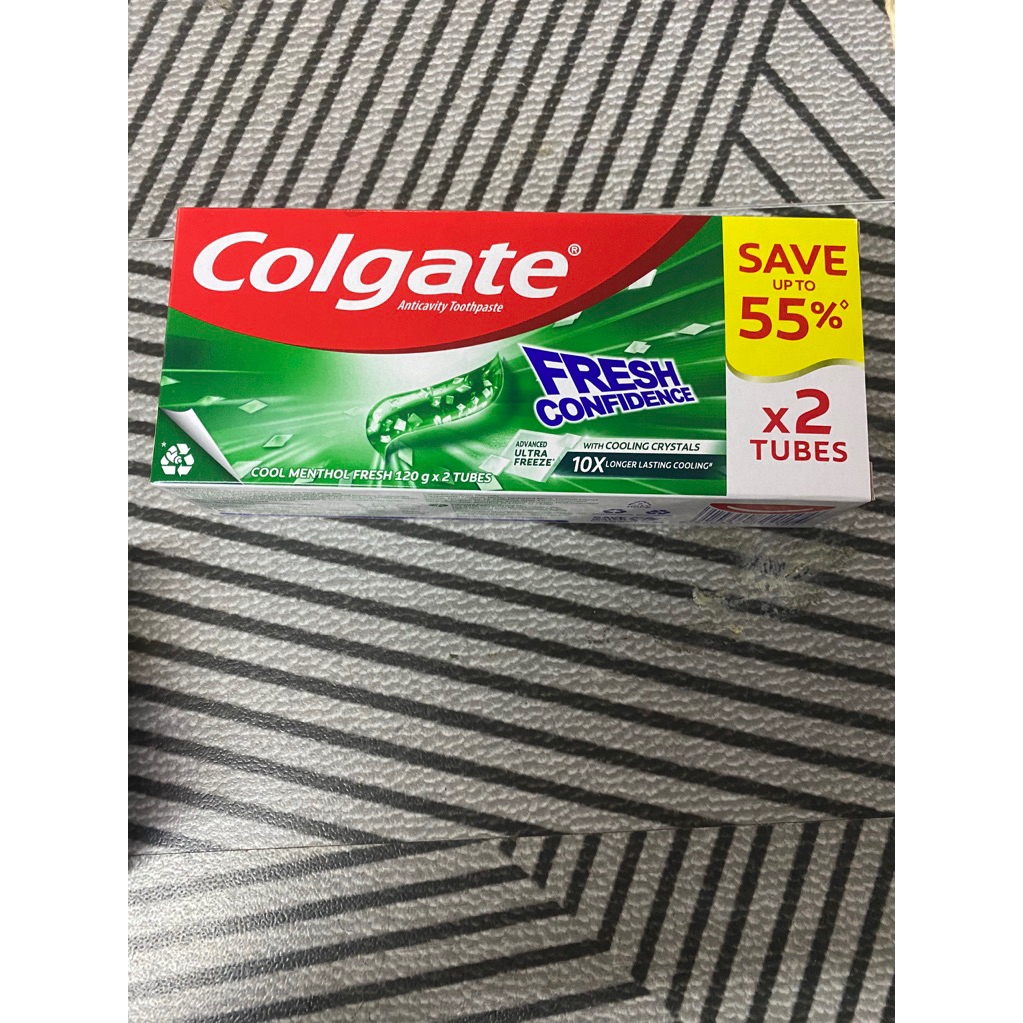 Colgate®
Anticavity Toothpaste
SAVE
UP TO
55%◊
x2
TUBES
FRESH
CONFIDENCE
ADVANCED
ULTRA
FREEZE
WITH COOLING CRYSTALS
10X LONGER LASTING COOLING#
COOL MENTHOL FRESH 120 g x 2 TUBES